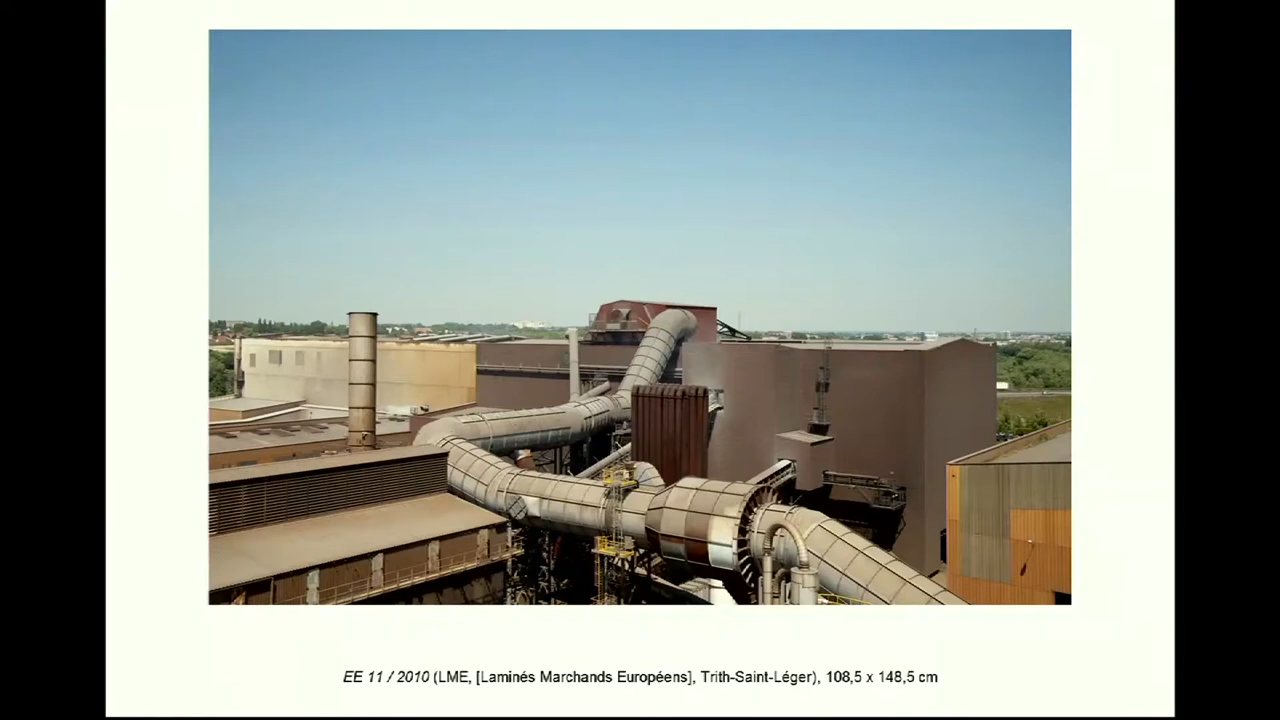 EE 11 / 2010 (LME, [Laminés Marchands Européens], Trith-Saint-Léger), 108,5 x 148,5 cm